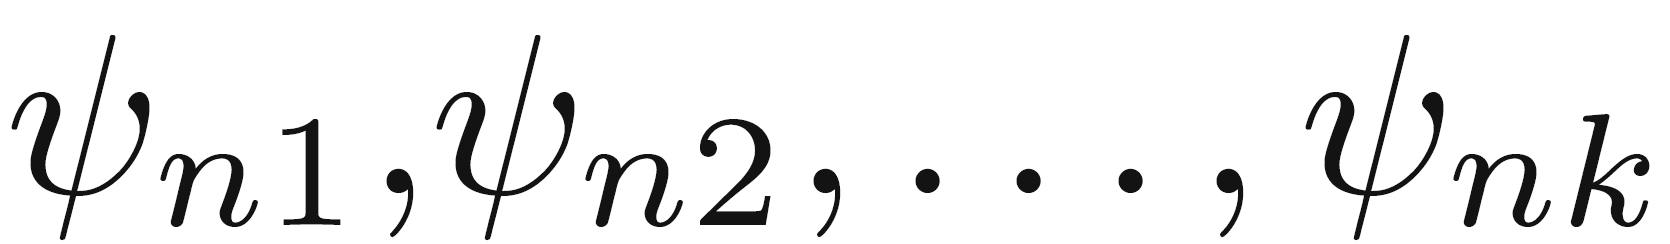 ψₙ₁, ψₙ₂, . . . , ψₙₖ